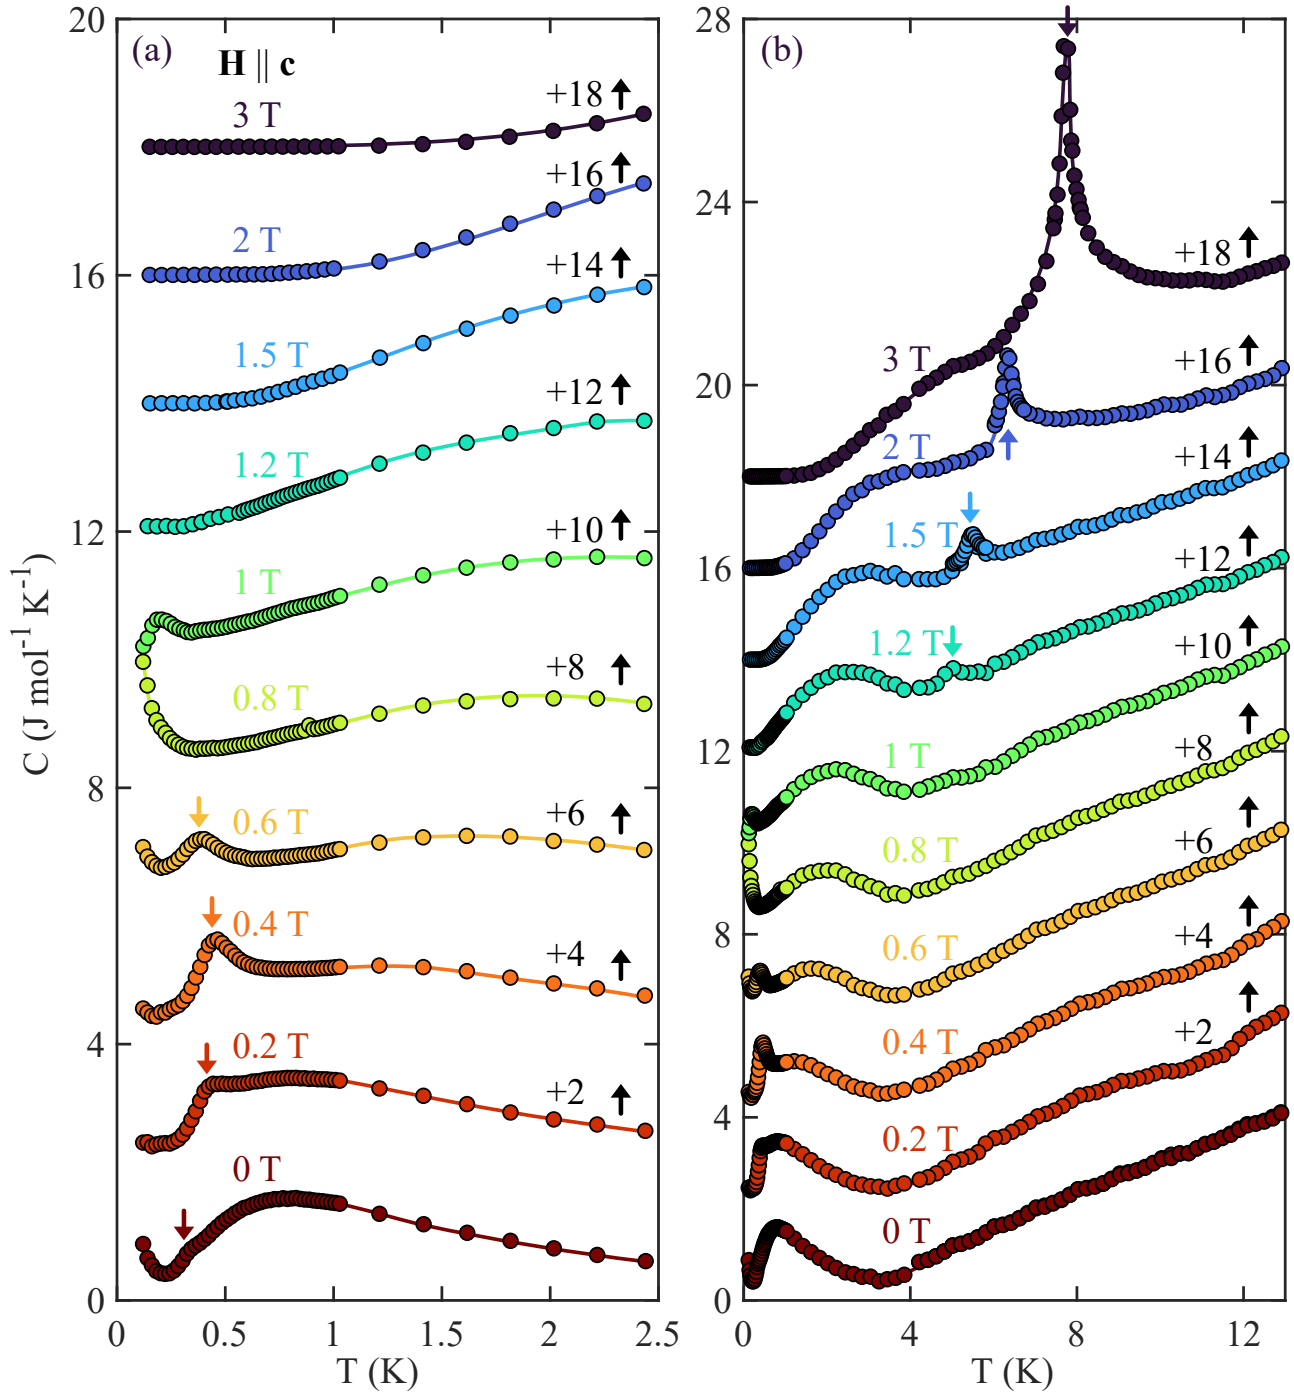 (a)
H || c
3 T
+18
2 T
+16
1.5 T
+14
1.2 T
+12
1 T
+10
0.8 T
+8
0.6 T
+6
0.4 T
+4
0.2 T
+2
0 T
20
16
12
8
4
0
C (J mol⁻¹ K⁻¹)
0
0.5
1
1.5
2
2.5
T (K)
(b)
3 T
+18
2 T
+16
1.5 T
+14
1.2 T
+12
1 T
+10
0.8 T
+8
0.6 T
+6
0.4 T
+4
0.2 T
+2
0 T
28
24
20
16
12
8
4
0
0
4
8
12
T (K)